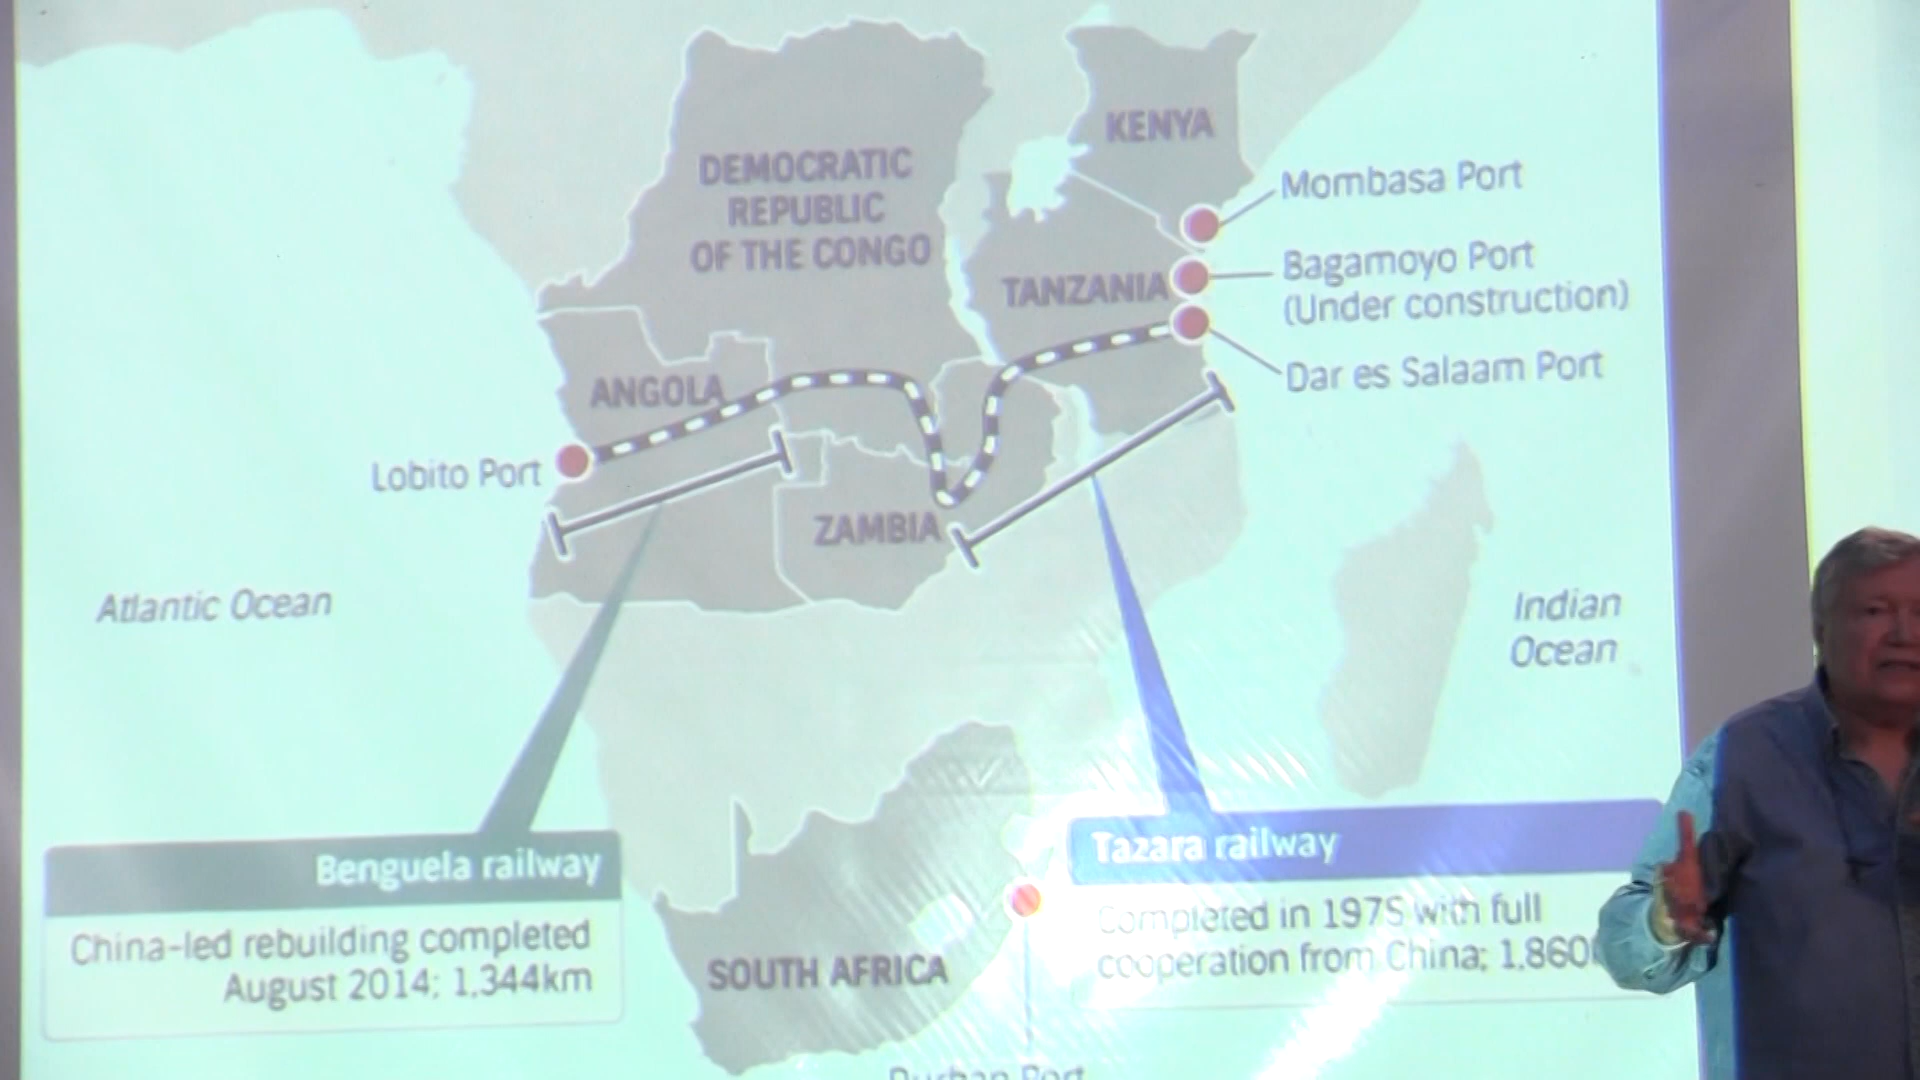 KENYA
DEMOCRATIC
REPUBLIC
OF THE CONGO
Mombasa Port
Bagamoyo Port
(Under construction)
TANZANIA
Dar es Salaam Port
ANGOLA
Lobito Port
ZAMBIA
Atlantic Ocean
Indian
Ocean
Benguela railway
China-led rebuilding completed
August 2014; 1,344km
Tazara railway
Completed in 1975 with full
cooperation from China; 1,860
SOUTH AFRICA
Durban Port